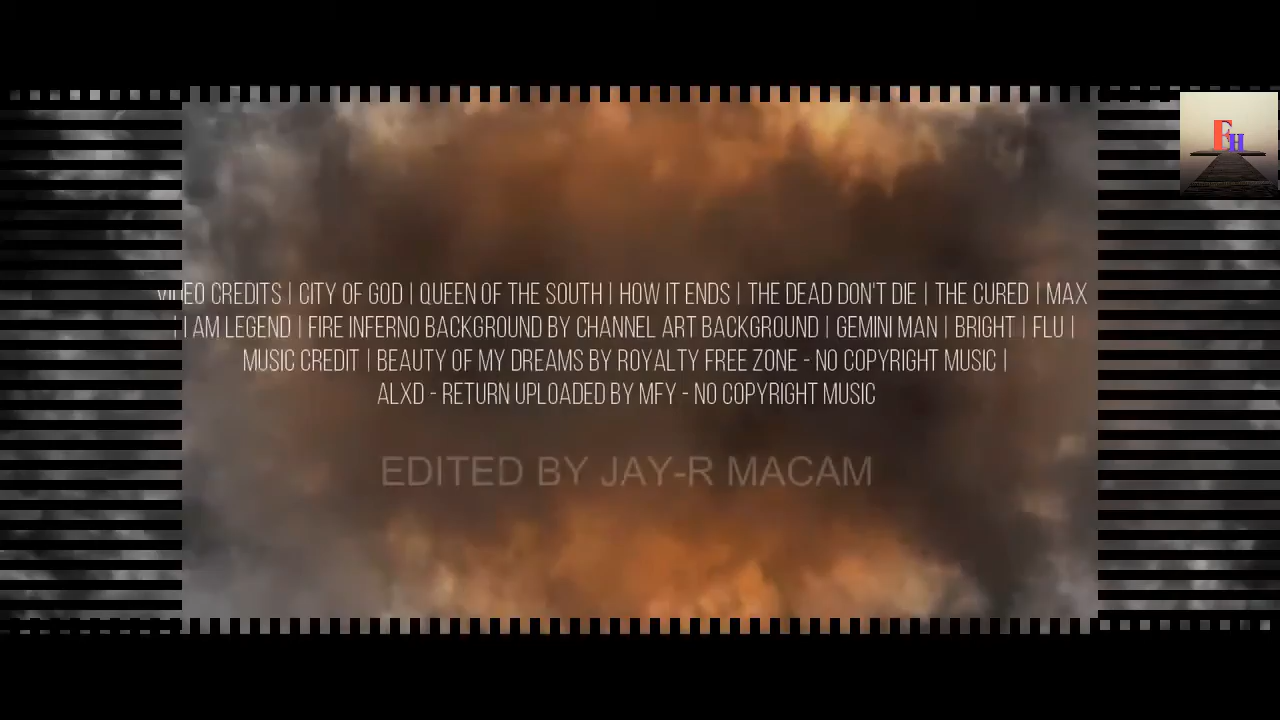 VIDEO CREDITS | CITY OF GOD | QUEEN OF THE SOUTH | HOW IT ENDS | THE DEAD DON'T DIE | THE CURED | MAX
| I AM LEGEND | FIRE INFERNO BACKGROUND BY CHANNEL ART BACKGROUND | GEMINI MAN | BRIGHT | FLU |
MUSIC CREDIT | BEAUTY OF MY DREAMS BY ROYALTY FREE ZONE - NO COPYRIGHT MUSIC |
ALXD - RETURN UPLOADED BY MFY - NO COPYRIGHT MUSIC
EDITED BY JAY-R MACAM
EH